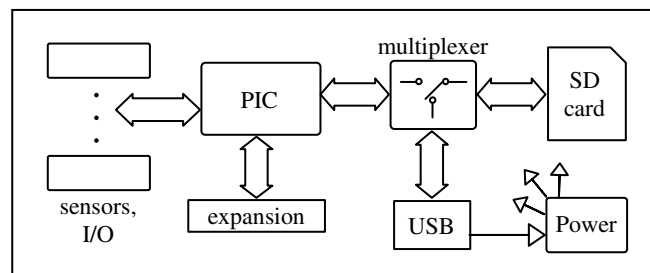 multiplexer
PIC
SD
card
sensors,
I/O
expansion
USB
Power